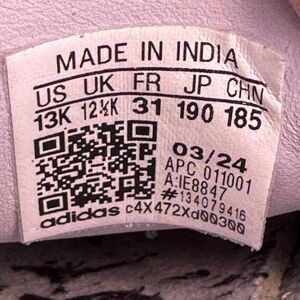 MADE IN INDIA
US UK FR JP CHN
13K 12½K 31 190 185
03/24
APC 011001
A:IE8847
#134079416
adidas c4X472Xd00300